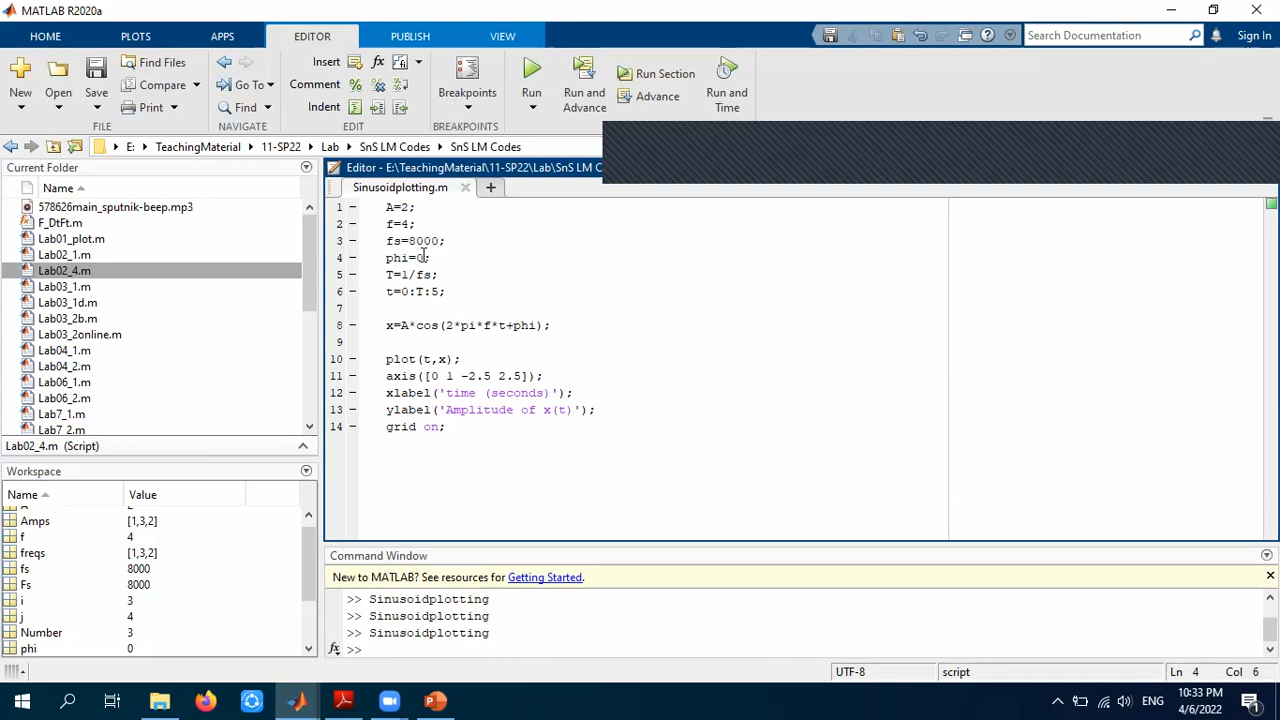 MATLAB R2020a
HOME PLOTS APPS EDITOR PUBLISH VIEW Search Documentation Sign In
New Open Save Find Files Compare Print Go To Find Insert Comment Indent Breakpoints Run Run and Advance Run Section Advance Run and Time
FILE NAVIGATE EDIT BREAKPOINTS RUN
E: TeachingMaterial 11-SP22 Lab SnS LM Codes SnS LM Codes
Current Folder
Name
578626main_sputnik-beep.mp3
F_DtFt.m
Lab01_plot.m
Lab02_1.m
Lab02_4.m
Lab03_1.m
Lab03_1d.m
Lab03_2b.m
Lab03_2online.m
Lab04_1.m
Lab04_2.m
Lab06_1.m
Lab06_2.m
Lab7_1.m
Lab7_2.m
Lab02_4.m (Script)
Workspace
Name Value
Amps [1,3,2]
f 4
freqs [1,3,2]
fs 8000
Fs 8000
i 3
j 4
Number 3
phi 0
Editor - E:\TeachingMaterial\11-SP22\Lab\SnS LM Co
Sinusoidplotting.m
1 A=2;
2 f=4;
3 fs=8000;
4 phi=0;
5 T=1/fs;
6 t=0:T:5;
7
8 x=A*cos(2*pi*f*t+phi);
9
10 plot(t,x);
11 axis([0 1 -2.5 2.5]);
12 xlabel('time (seconds)');
13 ylabel('Amplitude of x(t)');
14 grid on;
Command Window
New to MATLAB? See resources for Getting Started.
>> Sinusoidplotting
>> Sinusoidplotting
>> Sinusoidplotting
fx >>
UTF-8 script Ln 4 Col 6
ENG 10:33 PM
4/6/2022